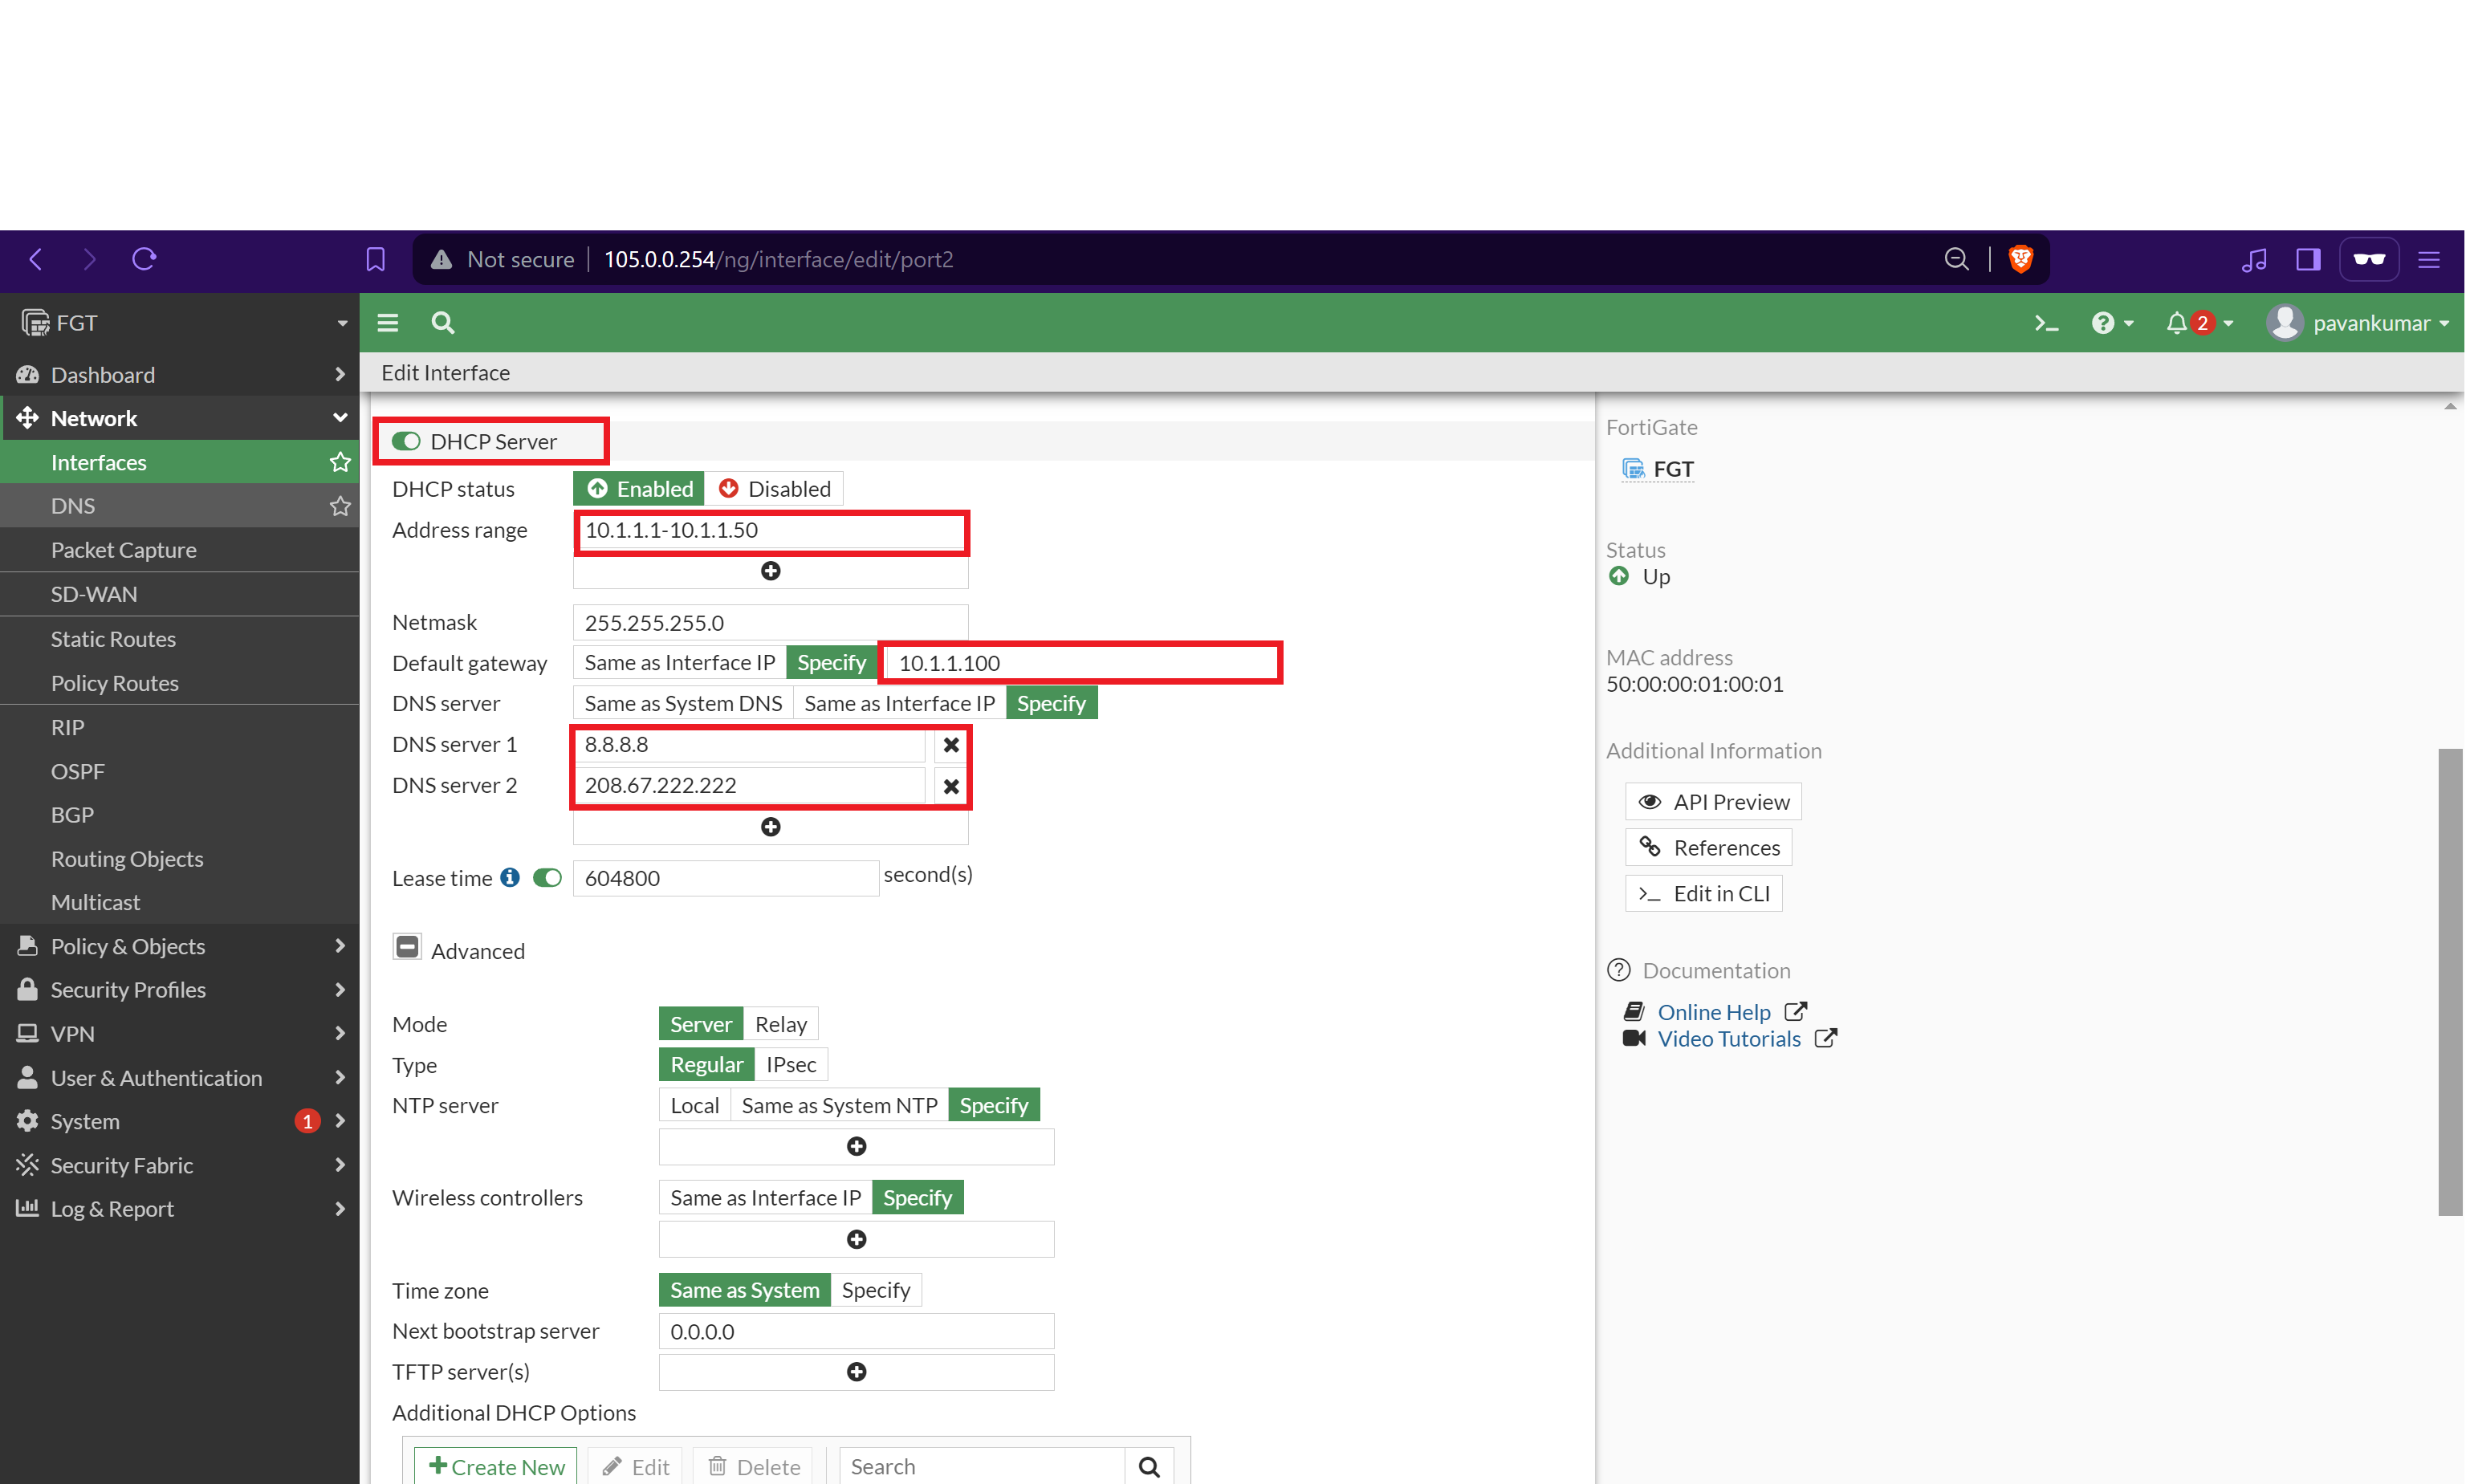 Not secure 105.0.0.254/ng/interface/edit/port2
FGT
2
pavankumar
Dashboard
Network
Interfaces
DNS
Packet Capture
SD-WAN
Static Routes
Policy Routes
RIP
OSPF
BGP
Routing Objects
Multicast
Policy & Objects
Security Profiles
VPN
User & Authentication
System 1
Security Fabric
Log & Report
Edit Interface
DHCP Server
DHCP status Enabled Disabled
Address range 10.1.1.1-10.1.1.50
Netmask 255.255.255.0
Default gateway Same as Interface IP Specify 10.1.1.100
DNS server Same as System DNS Same as Interface IP Specify
DNS server 1 8.8.8.8
DNS server 2 208.67.222.222
Lease time 604800 second(s)
Advanced
Mode Server Relay
Type Regular IPsec
NTP server Local Same as System NTP Specify
Wireless controllers Same as Interface IP Specify
Time zone Same as System Specify
Next bootstrap server 0.0.0.0
TFTP server(s)
Additional DHCP Options
Create New Edit Delete Search
FortiGate
FGT
Status
Up
MAC address
50:00:00:01:00:01
Additional Information
API Preview
References
Edit in CLI
Documentation
Online Help
Video Tutorials